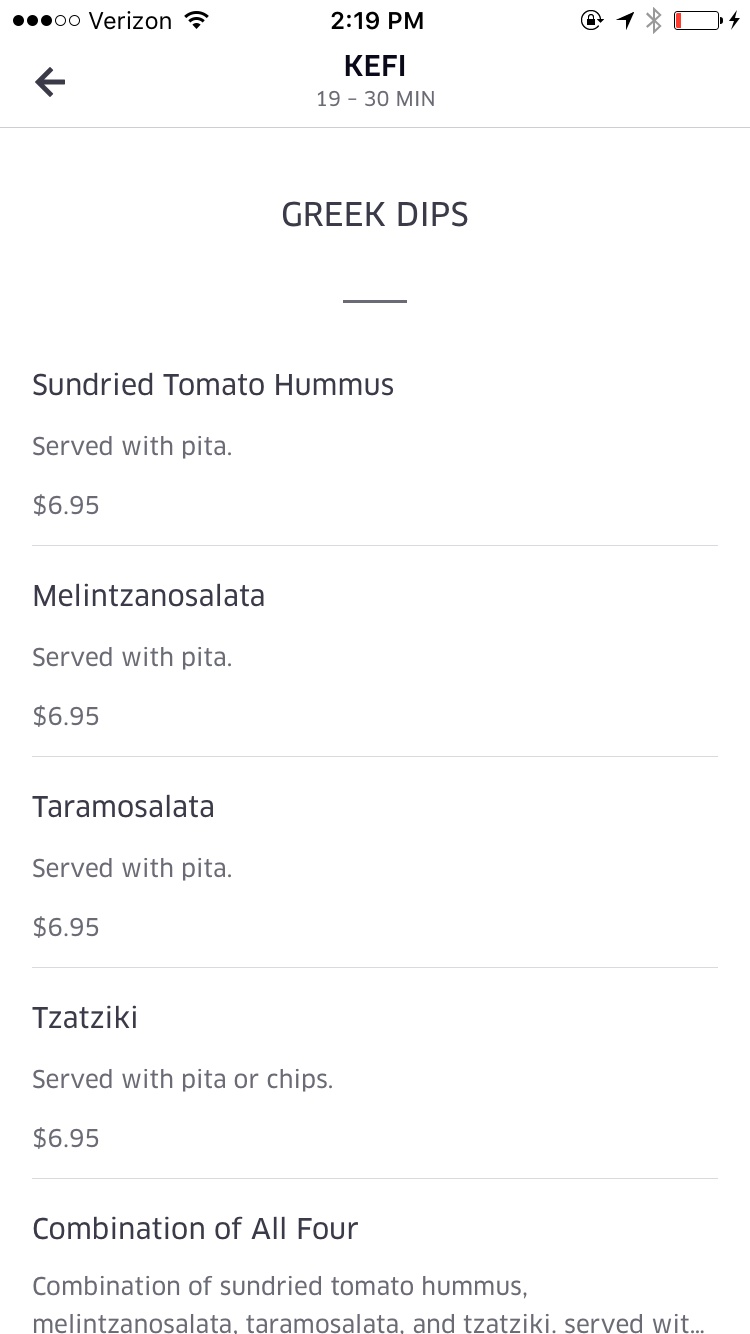 Verizon 2:19 PM
KEFI
19 – 30 MIN
GREEK DIPS
Sundried Tomato Hummus
Served with pita.
$6.95
Melintzanosalata
Served with pita.
$6.95
Taramosalata
Served with pita.
$6.95
Tzatziki
Served with pita or chips.
$6.95
Combination of All Four
Combination of sundried tomato hummus,
melintzanosalata, taramosalata, and tzatziki. served wit...